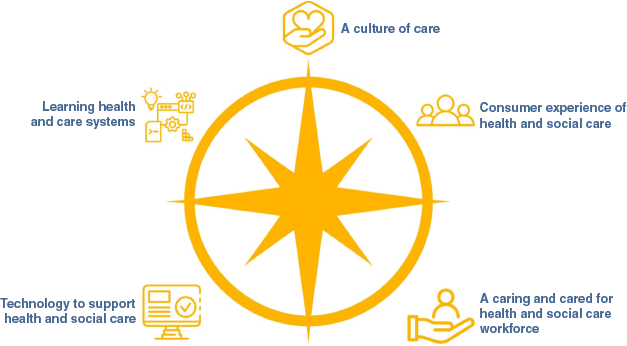 A culture of care
Learning health
and care systems
Consumer experience of
health and social care
Technology to support
health and social care
A caring and cared for
health and social care
workforce